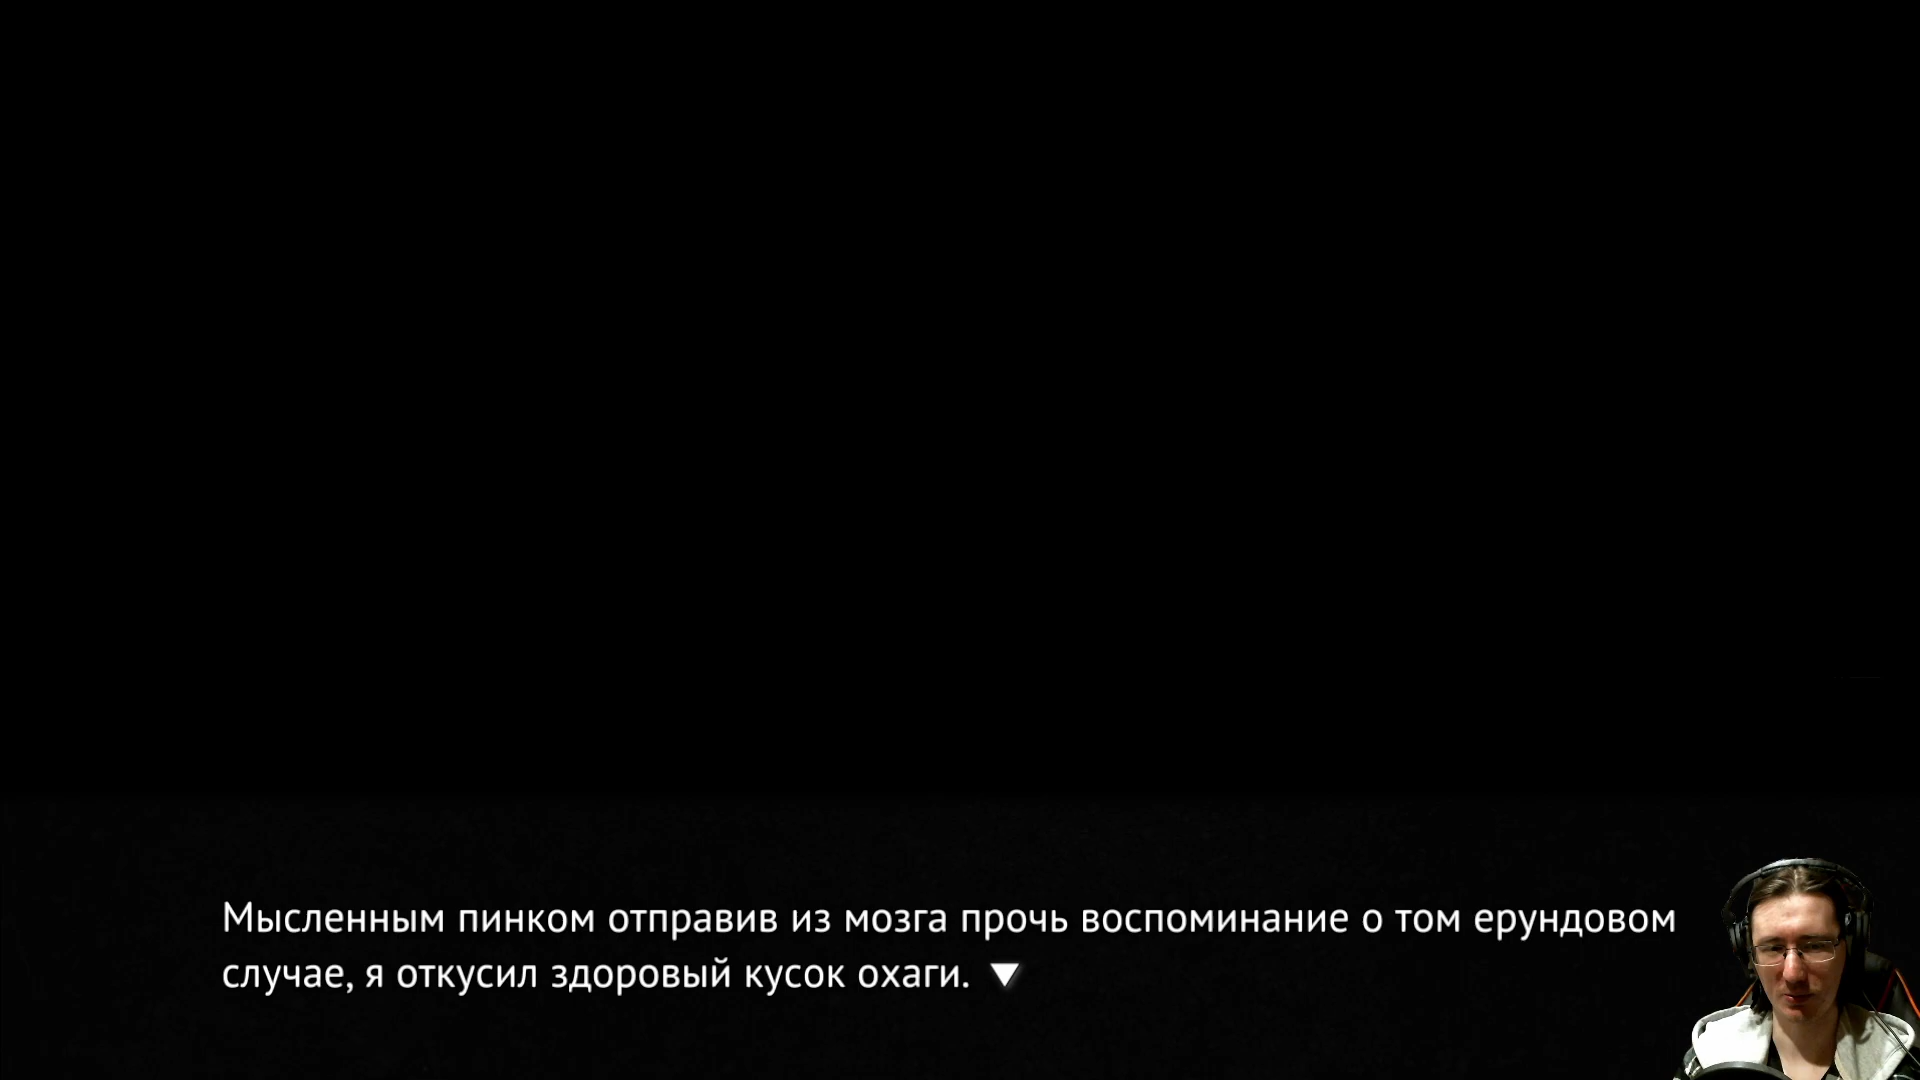 Мысленным пинком отправив из мозга прочь воспоминание о том ерундовом
случае, я откусил здоровый кусок охаги.